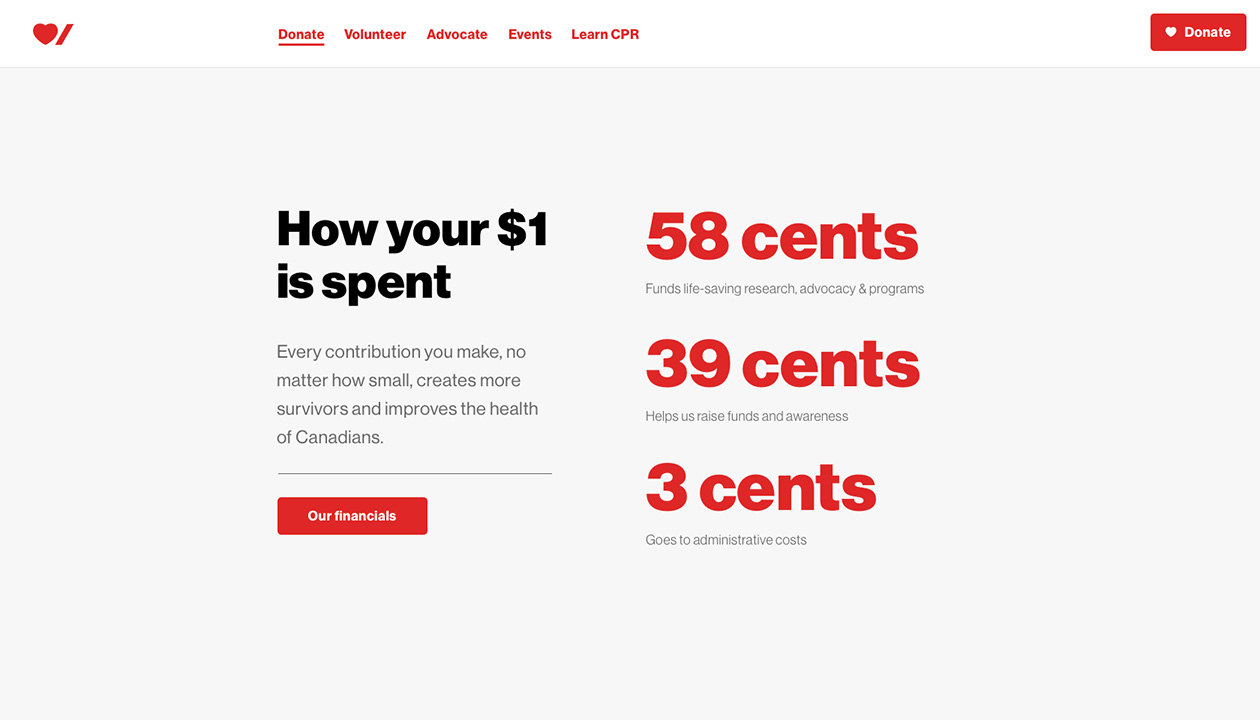 Donate Volunteer Advocate Events Learn CPR
Donate
How your $1
is spent
Every contribution you make, no
matter how small, creates more
survivors and improves the health
of Canadians.
Our financials
58 cents
Funds life-saving research, advocacy & programs
39 cents
Helps us raise funds and awareness
3 cents
Goes to administrative costs